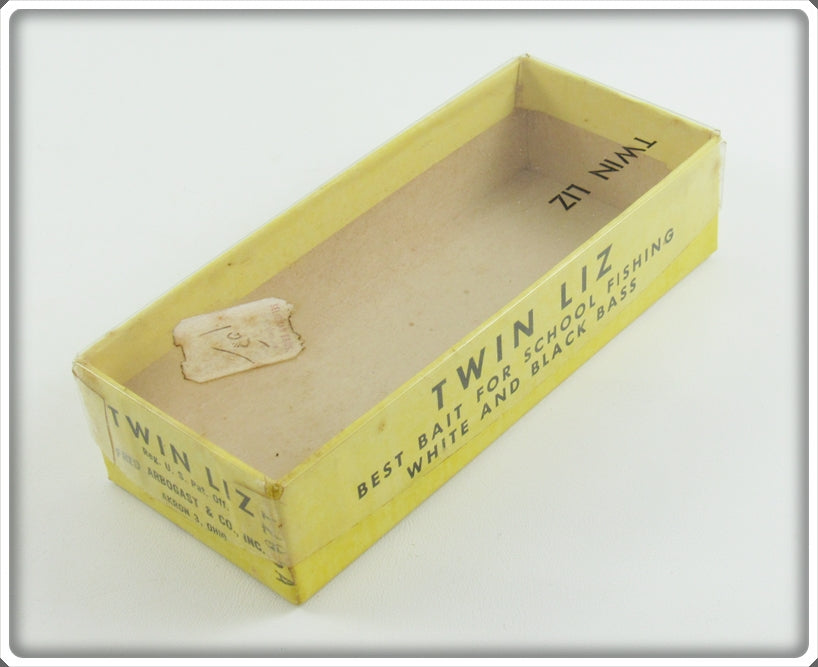 TWIN LIZ
TWIN LIZ
BEST BAIT FOR SCHOOL FISHING
WHITE AND BLACK BASS
TWIN LIZ
Reg. U. S. Pat. Off.
FRED ARBOGAST & CO., INC.
AKRON 3, OHIO